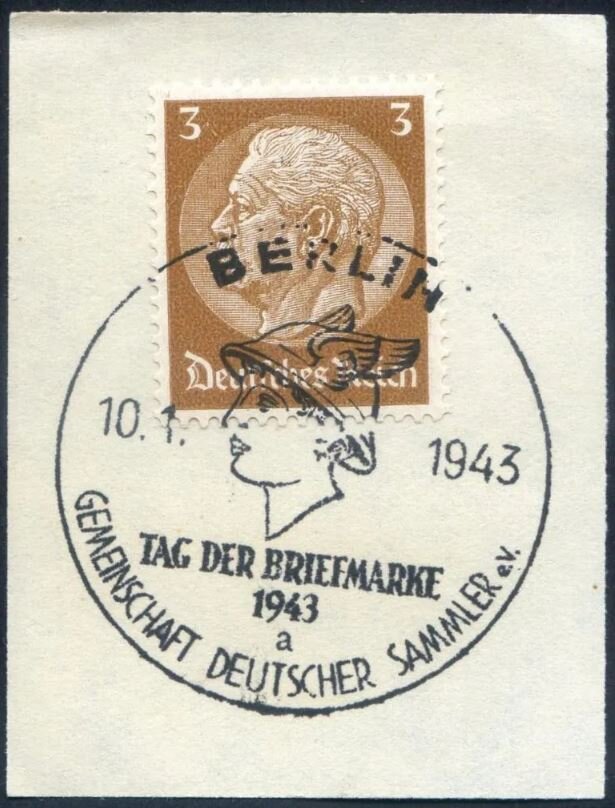 3 3
BERLIN
Deutsches Reich
10. 1. 1943
TAG DER BRIEFMARKE
1943
a
GEMEINSCHAFT DEUTSCHER SAMMLER e.V.